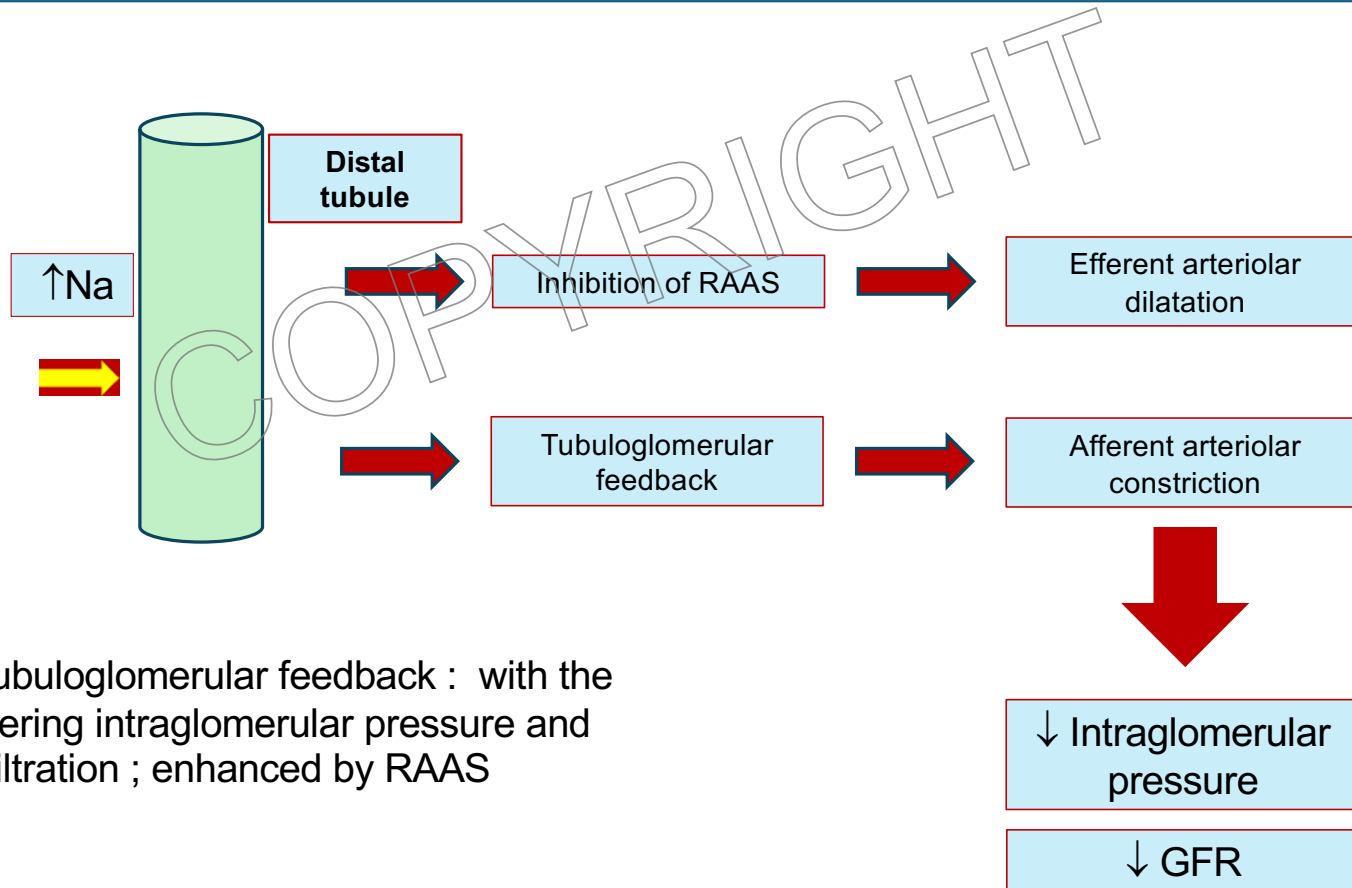 Distal
tubule
↑Na
Inhibition of RAAS
Efferent arteriolar
dilatation
Tubuloglomerular
feedback
Afferent arteriolar
constriction
COPYRIGHT
ubuloglomerular feedback : with the
ering intraglomerular pressure and
iltration ; enhanced by RAAS
↓ Intraglomerular
pressure
↓ GFR